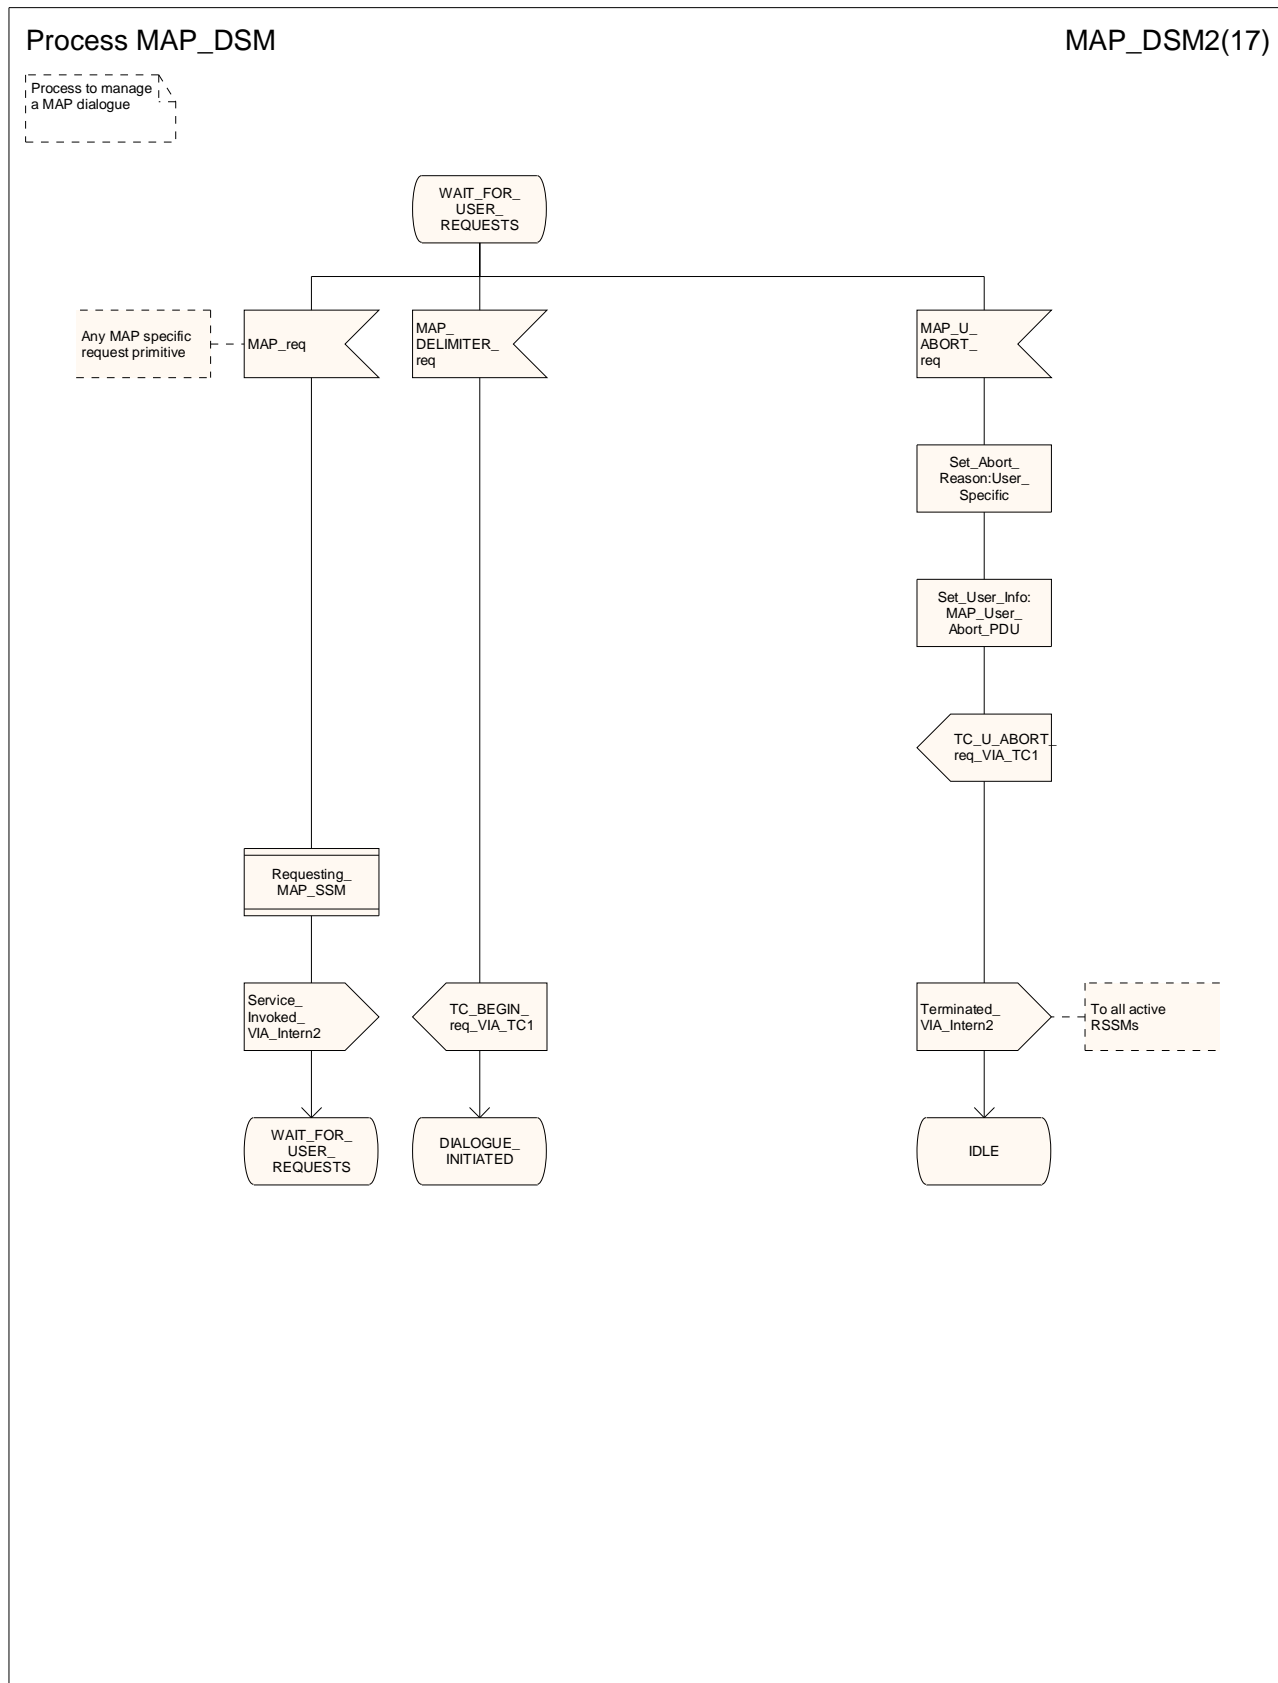 Process MAP_DSM
MAP_DSM2(17)
Process to manage
a MAP dialogue
WAIT_FOR_
USER_
REQUESTS
Any MAP specific
request primitive
MAP_req
MAP_
DELIMITER_
req
MAP_U_
ABORT_
req
Set_Abort_
Reason:User_
Specific
Set_User_Info:
MAP_User_
Abort_PDU
TC_U_ABORT_
req_VIA_TC1
Requesting_
MAP_SSM
Service_
Invoked_
VIA_Intern2
TC_BEGIN_
req_VIA_TC1
Terminated_
VIA_Intern2
To all active
RSSMs
WAIT_FOR_
USER_
REQUESTS
DIALOGUE_
INITIATED
IDLE